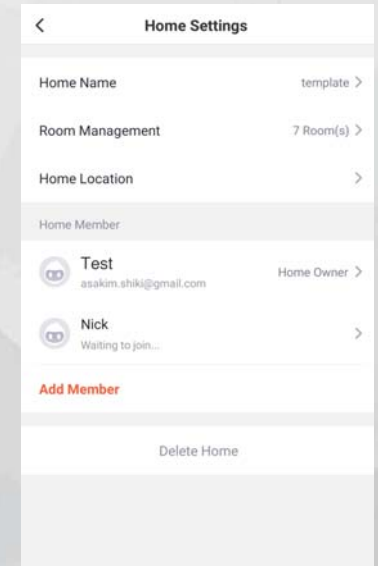 Home Settings
Home Name
template
Room Management
7 Room(s)
Home Location
Home Member
Test
asakim.shiki@gmail.com
Home Owner
Nick
Waiting to join...
Add Member
Delete Home